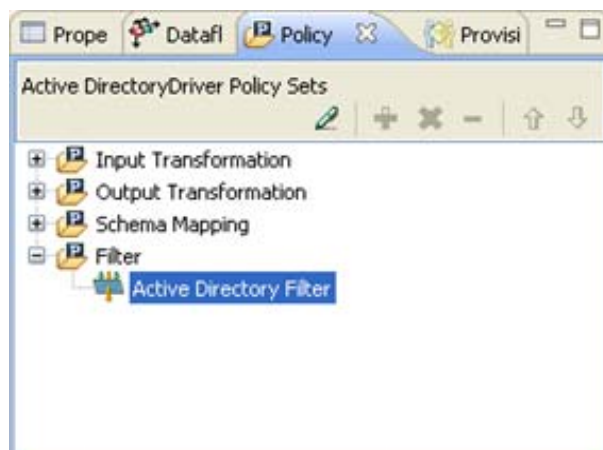 Prope Datafl Policy Provisi
Active DirectoryDriver Policy Sets
Input Transformation
Output Transformation
Schema Mapping
Filter
Active Directory Filter